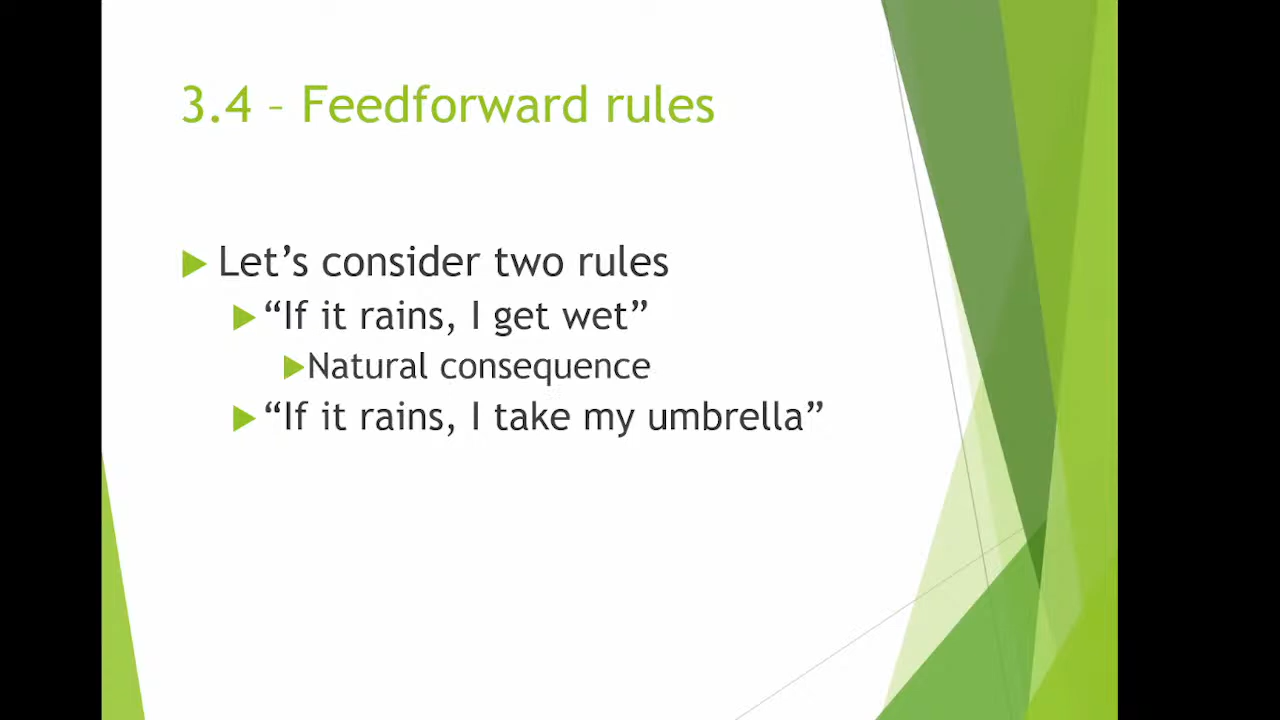 3.4 – Feedforward rules
Let’s consider two rules
“If it rains, I get wet”
Natural consequence
“If it rains, I take my umbrella”